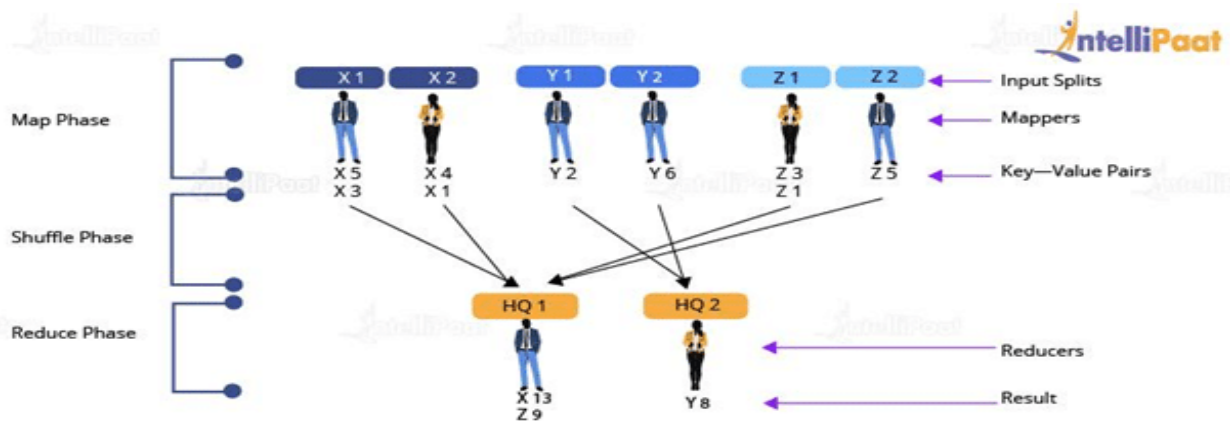 IntelliPaat
X 1 X 2 Y 1 Y 2 Z 1 Z 2 Input Splits
Map Phase Mappers
X 5 X 4 Y 2 Y 6 Z 3 Z 5 Key—Value Pairs
X 3 X 1 Z 1
Shuffle Phase
HQ 1 HQ 2
Reduce Phase
Reducers
X 13 Y 8 Result
Z 9